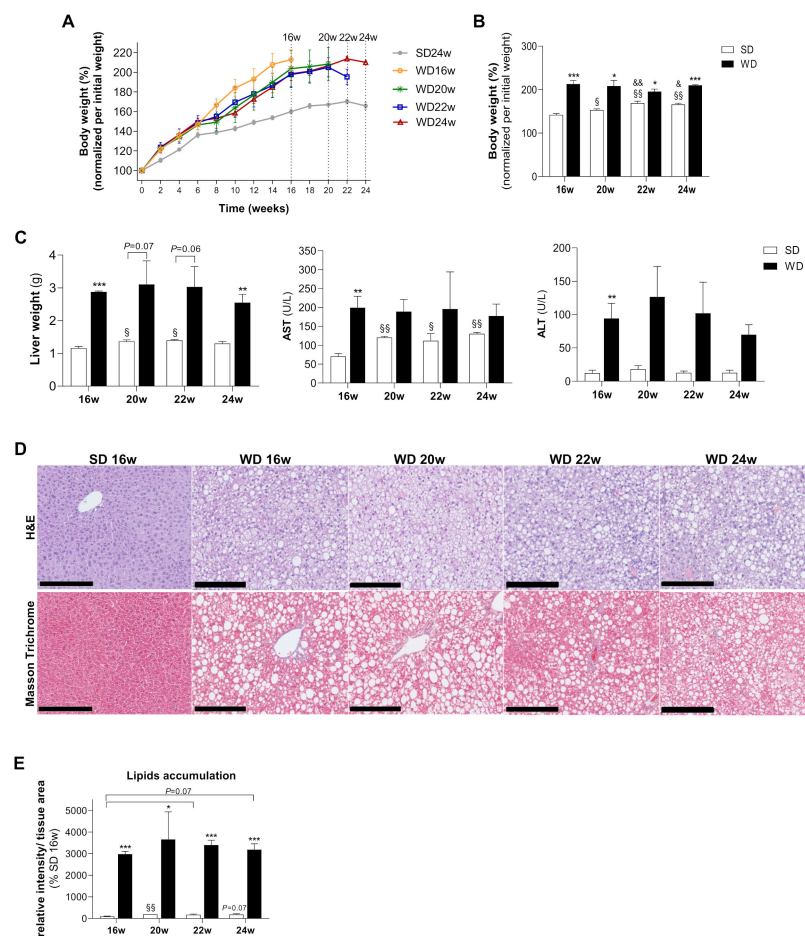 A
16w
20w
22w
24w
Body weight (%)
(normalized per initial weight)
220
200
180
160
140
120
100
0
2
4
6
8
10
12
14
16
18
20
22
24
Time (weeks)
SD24w
WD16w
WD20w
WD22w
WD24w
B
Body weight (%)
(normalized per initial weight)
300
200
100
0
***
§
*
&&
§§
*
&
§§
***
16w
20w
22w
24w
SD
WD
C
Liver weight (g)
4
3
2
1
0
***
P=0.07
§
P=0.06
§
**
16w
20w
22w
24w
AST (U/L)
350
300
250
200
150
100
50
0
**
§§
§
§§
16w
20w
22w
24w
ALT (U/L)
200
150
100
50
0
**
16w
20w
22w
24w
SD
WD
D
SD 16w
WD 16w
WD 20w
WD 22w
WD 24w
H&E
Masson Trichrome
E
Lipids accumulation
P=0.07
relative intensity/ tissue area
(% SD 16w)
5000
4000
3000
2000
1000
0
***
§§
*
***
P=0.07
***
16w
20w
22w
24w